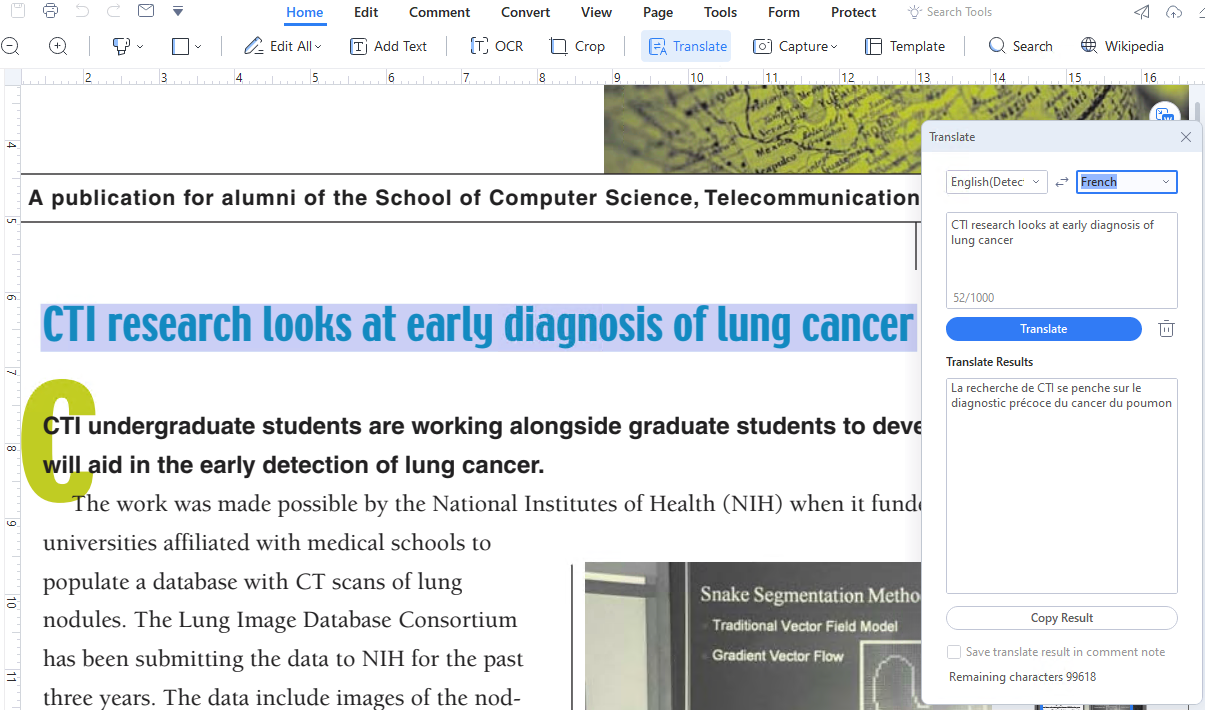 Home Edit Comment Convert View Page Tools Form Protect Search Tools
Edit All Add Text OCR Crop Translate Capture Template Search Wikipedia
2 3 4 5 6 7 8 9 10 11 12 13 14 15 16
4
5
6
7
8
9
10
11
A publication for alumni of the School of Computer Science, Telecommunication
CTI research looks at early diagnosis of lung cancer
C
CTI undergraduate students are working alongside graduate students to deve
will aid in the early detection of lung cancer.
The work was made possible by the National Institutes of Health (NIH) when it funde
universities affiliated with medical schools to
populate a database with CT scans of lung
nodules. The Lung Image Database Consortium
has been submitting the data to NIH for the past
three years. The data include images of the nod-
Snake Segmentation Metho
Traditional Vector Field Model
Gradient Vector Flow
Translate
English(Detec French
CTI research looks at early diagnosis of
lung cancer
52/1000
Translate
Translate Results
La recherche de CTI se penche sur le
diagnostic précoce du cancer du poumon
Copy Result
Save translate result in comment note
Remaining characters 99618